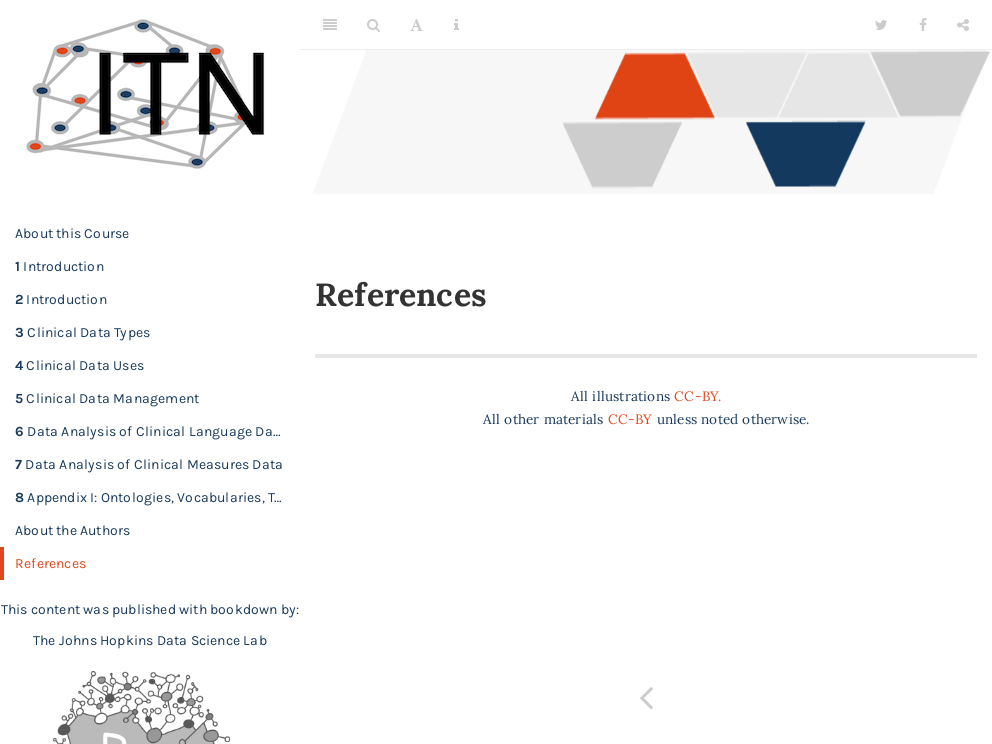 ITN
A
About this Course
1 Introduction
2 Introduction
3 Clinical Data Types
4 Clinical Data Uses
5 Clinical Data Management
6 Data Analysis of Clinical Language Da...
7 Data Analysis of Clinical Measures Data
8 Appendix I: Ontologies, Vocabularies, T...
About the Authors
References
This content was published with bookdown by:
The Johns Hopkins Data Science Lab
References
All illustrations CC-BY.
All other materials CC-BY unless noted otherwise.